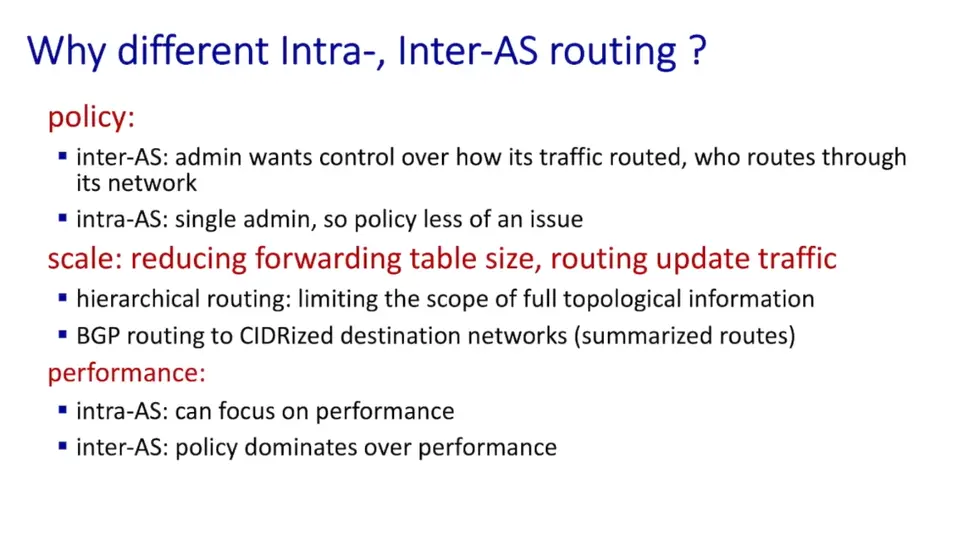 Why different Intra-, Inter-AS routing ?
policy:
▪ inter-AS: admin wants control over how its traffic routed, who routes through
its network
▪ intra-AS: single admin, so policy less of an issue
scale: reducing forwarding table size, routing update traffic
▪ hierarchical routing: limiting the scope of full topological information
▪ BGP routing to CIDRized destination networks (summarized routes)
performance:
▪ intra-AS: can focus on performance
▪ inter-AS: policy dominates over performance